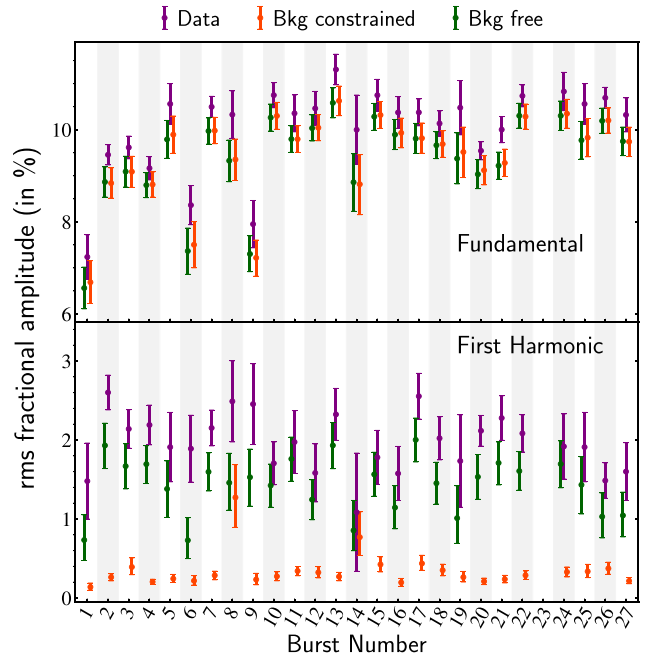 Data Bkg constrained Bkg free
rms fractional amplitude (in %)
10
8
6
Fundamental
First Harmonic
3
2
1
0
1 2 3 4 5 6 7 8 9 10 11 12 13 14 15 16 17 18 19 20 21 22 23 24 25 26 27
Burst Number